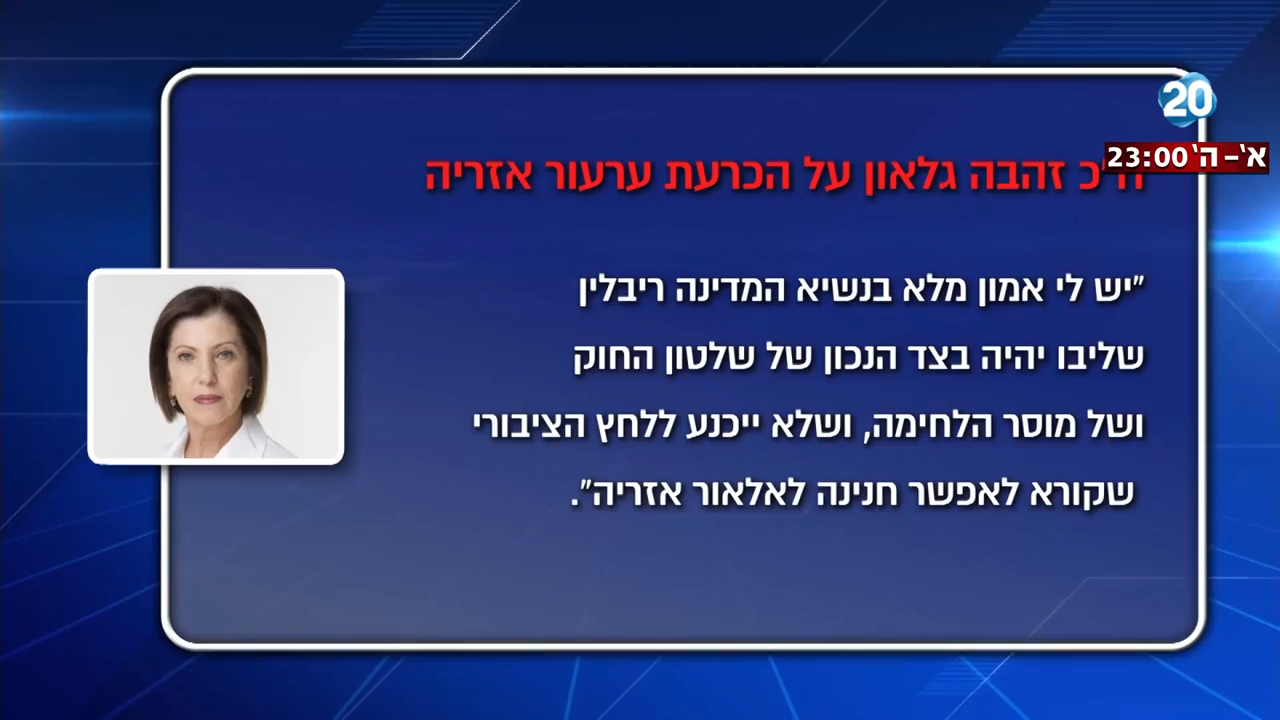 20
א'– ה' 23:00
ח"כ זהבה גלאון על הכרעת ערעור אזריה
"יש לי אמון מלא בנשיא המדינה ריבלין
שליבו יהיה בצד הנכון של שלטון החוק
ושל מוסר הלחימה, ושלא ייכנע ללחץ הציבורי
שקורא לאפשר חנינה לאלאור אזריה".